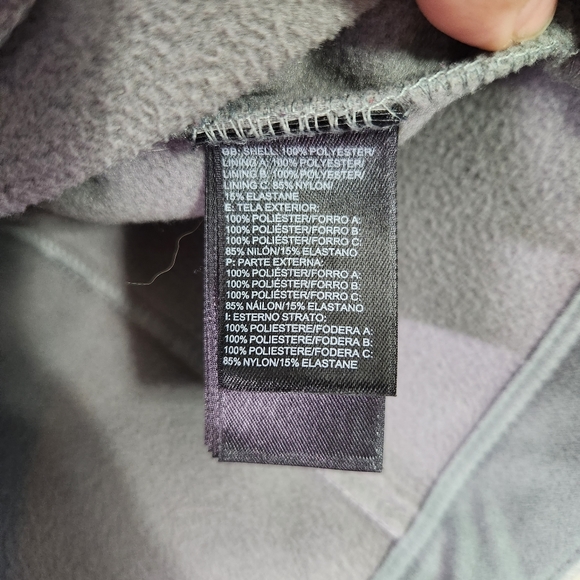 GB: SHELL: 100% POLYESTER/
LINING A: 100% POLYESTER/
LINING B: 100% POLYESTER/
LINING C: 85% NYLON/
15% ELASTANE
E: TELA EXTERIOR:
100% POLIÉSTER/FORRO A:
100% POLIÉSTER/FORRO B:
100% POLIÉSTER/FORRO C:
85% NILÓN/15% ELASTANO
P: PARTE EXTERNA:
100% POLIÉSTER/FORRO A:
100% POLIÉSTER/FORRO B:
100% POLIÉSTER/FORRO C:
85% NÁILON/15% ELASTANO
I: ESTERNO STRATO:
100% POLIESTERE/FODERA A:
100% POLIESTERE/FODERA B:
100% POLIESTERE/FODERA C:
85% NYLON/15% ELASTANE